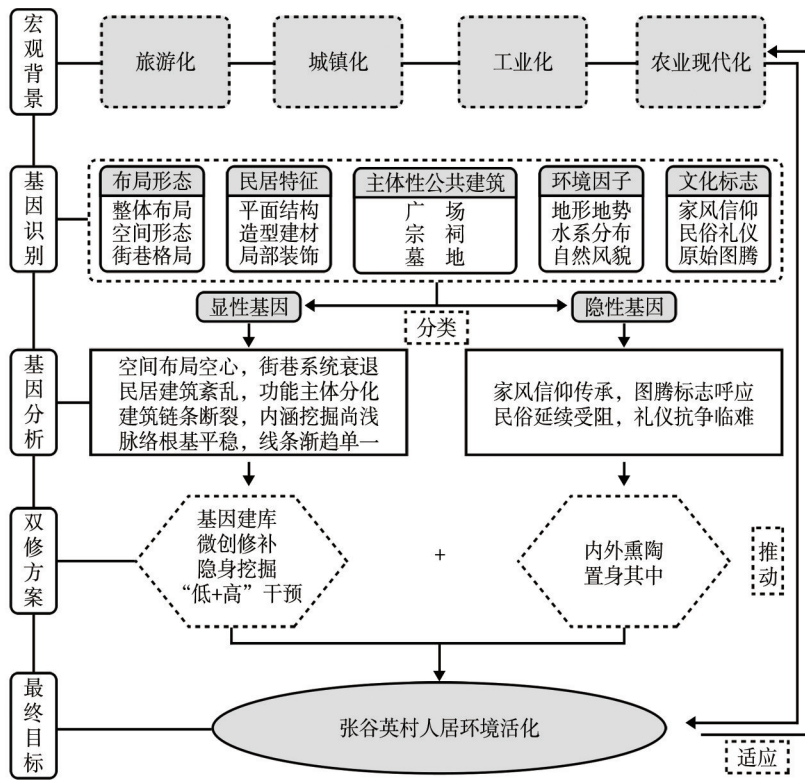 宏观背景
旅游化
城镇化
工业化
农业现代化
基因识别
布局形态
整体布局
空间形态
街巷格局
民居特征
平面结构
造型建材
局部装饰
主体性公共建筑
广 场
宗 祠
墓 地
环境因子
地形地势
水系分布
自然风貌
文化标志
家风信仰
民俗礼仪
原始图腾
显性基因
分类
隐性基因
基因分析
空间布局空心，街巷系统衰退
民居建筑紊乱，功能主体分化
建筑链条断裂，内涵挖掘尚浅
脉络根基平稳，线条渐趋单一
家风信仰传承，图腾标志呼应
民俗延续受阻，礼仪抗争临难
双修方案
基因建库
微创修补
隐身挖掘
“低+高”干预
+
内外熏陶
置身其中
推动
最终目标
张谷英村人居环境活化
适应